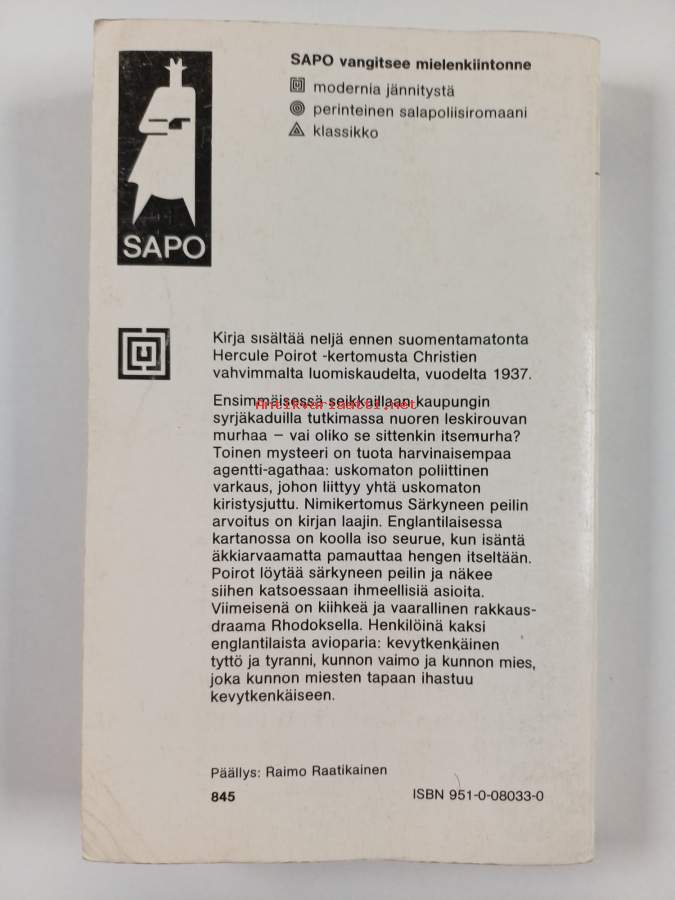 SAPO vangitsee mielenkiintonne
modernia jännitystä
perinteinen salapoliisiromaani
klassikko
SAPO
Kirja sisältää neljä ennen suomentamatonta
Hercule Poirot -kertomusta Christien
vahvimmalta luomiskaudelta, vuodelta 1937.
Ensimmäisessä seikkaillaan kaupungin
Antikvariaatti.net
syrjäkaduilla tutkimassa nuoren leskirouvan
murhaa – vai oliko se sittenkin itsemurha?
Toinen mysteeri on tuota harvinaisempaa
agentti-agathaa: uskomaton poliittinen
varkaus, johon liittyy yhtä uskomaton
kiristysjuttu. Nimikertomus Särkyneen peilin
arvoitus on kirjan laajin. Englantilaisessa
kartanossa on koolla iso seurue, kun isäntä
äkkiarvaamatta pamauttaa hengen itseltään.
Poirot löytää särkyneen peilin ja näkee
siihen katsoessaan ihmeellisiä asioita.
Viimeisenä on kiihkeä ja vaarallinen rakkaus-
draama Rhodoksella. Henkilöinä kaksi
englantilaista avioparia: kevytkenkäinen
tyttö ja tyranni, kunnon vaimo ja kunnon mies,
joka kunnon miesten tapaan ihastuu
kevytkenkäiseen.
Päällys: Raimo Raatikainen
845
ISBN 951-0-08033-0